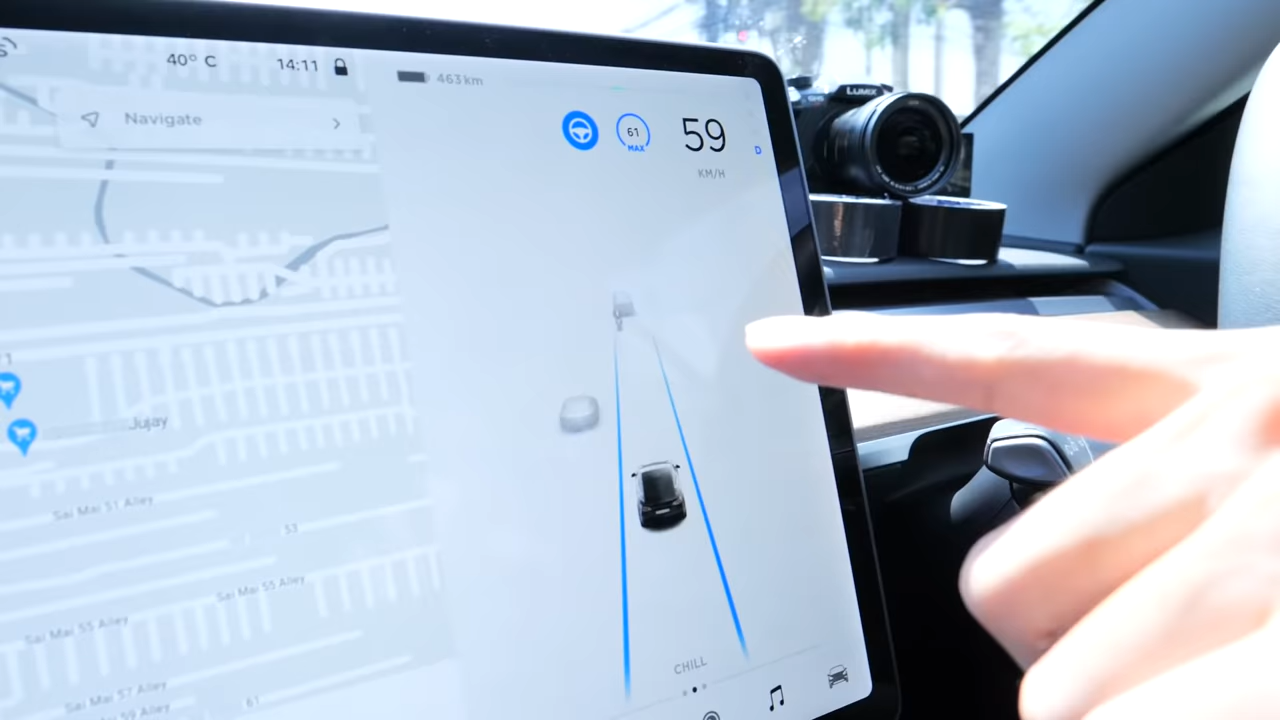 40° C
14:11
463 km
Navigate
61
MAX
59
KM/H
D
LUMIX
Jujay
Sai Mai 51 Alley
53
Sai Mai 55 Alley
Sai Mai 55 Alley
Sai Mai 57 Alley
Sai Mai 59 Alley
61
CHILL